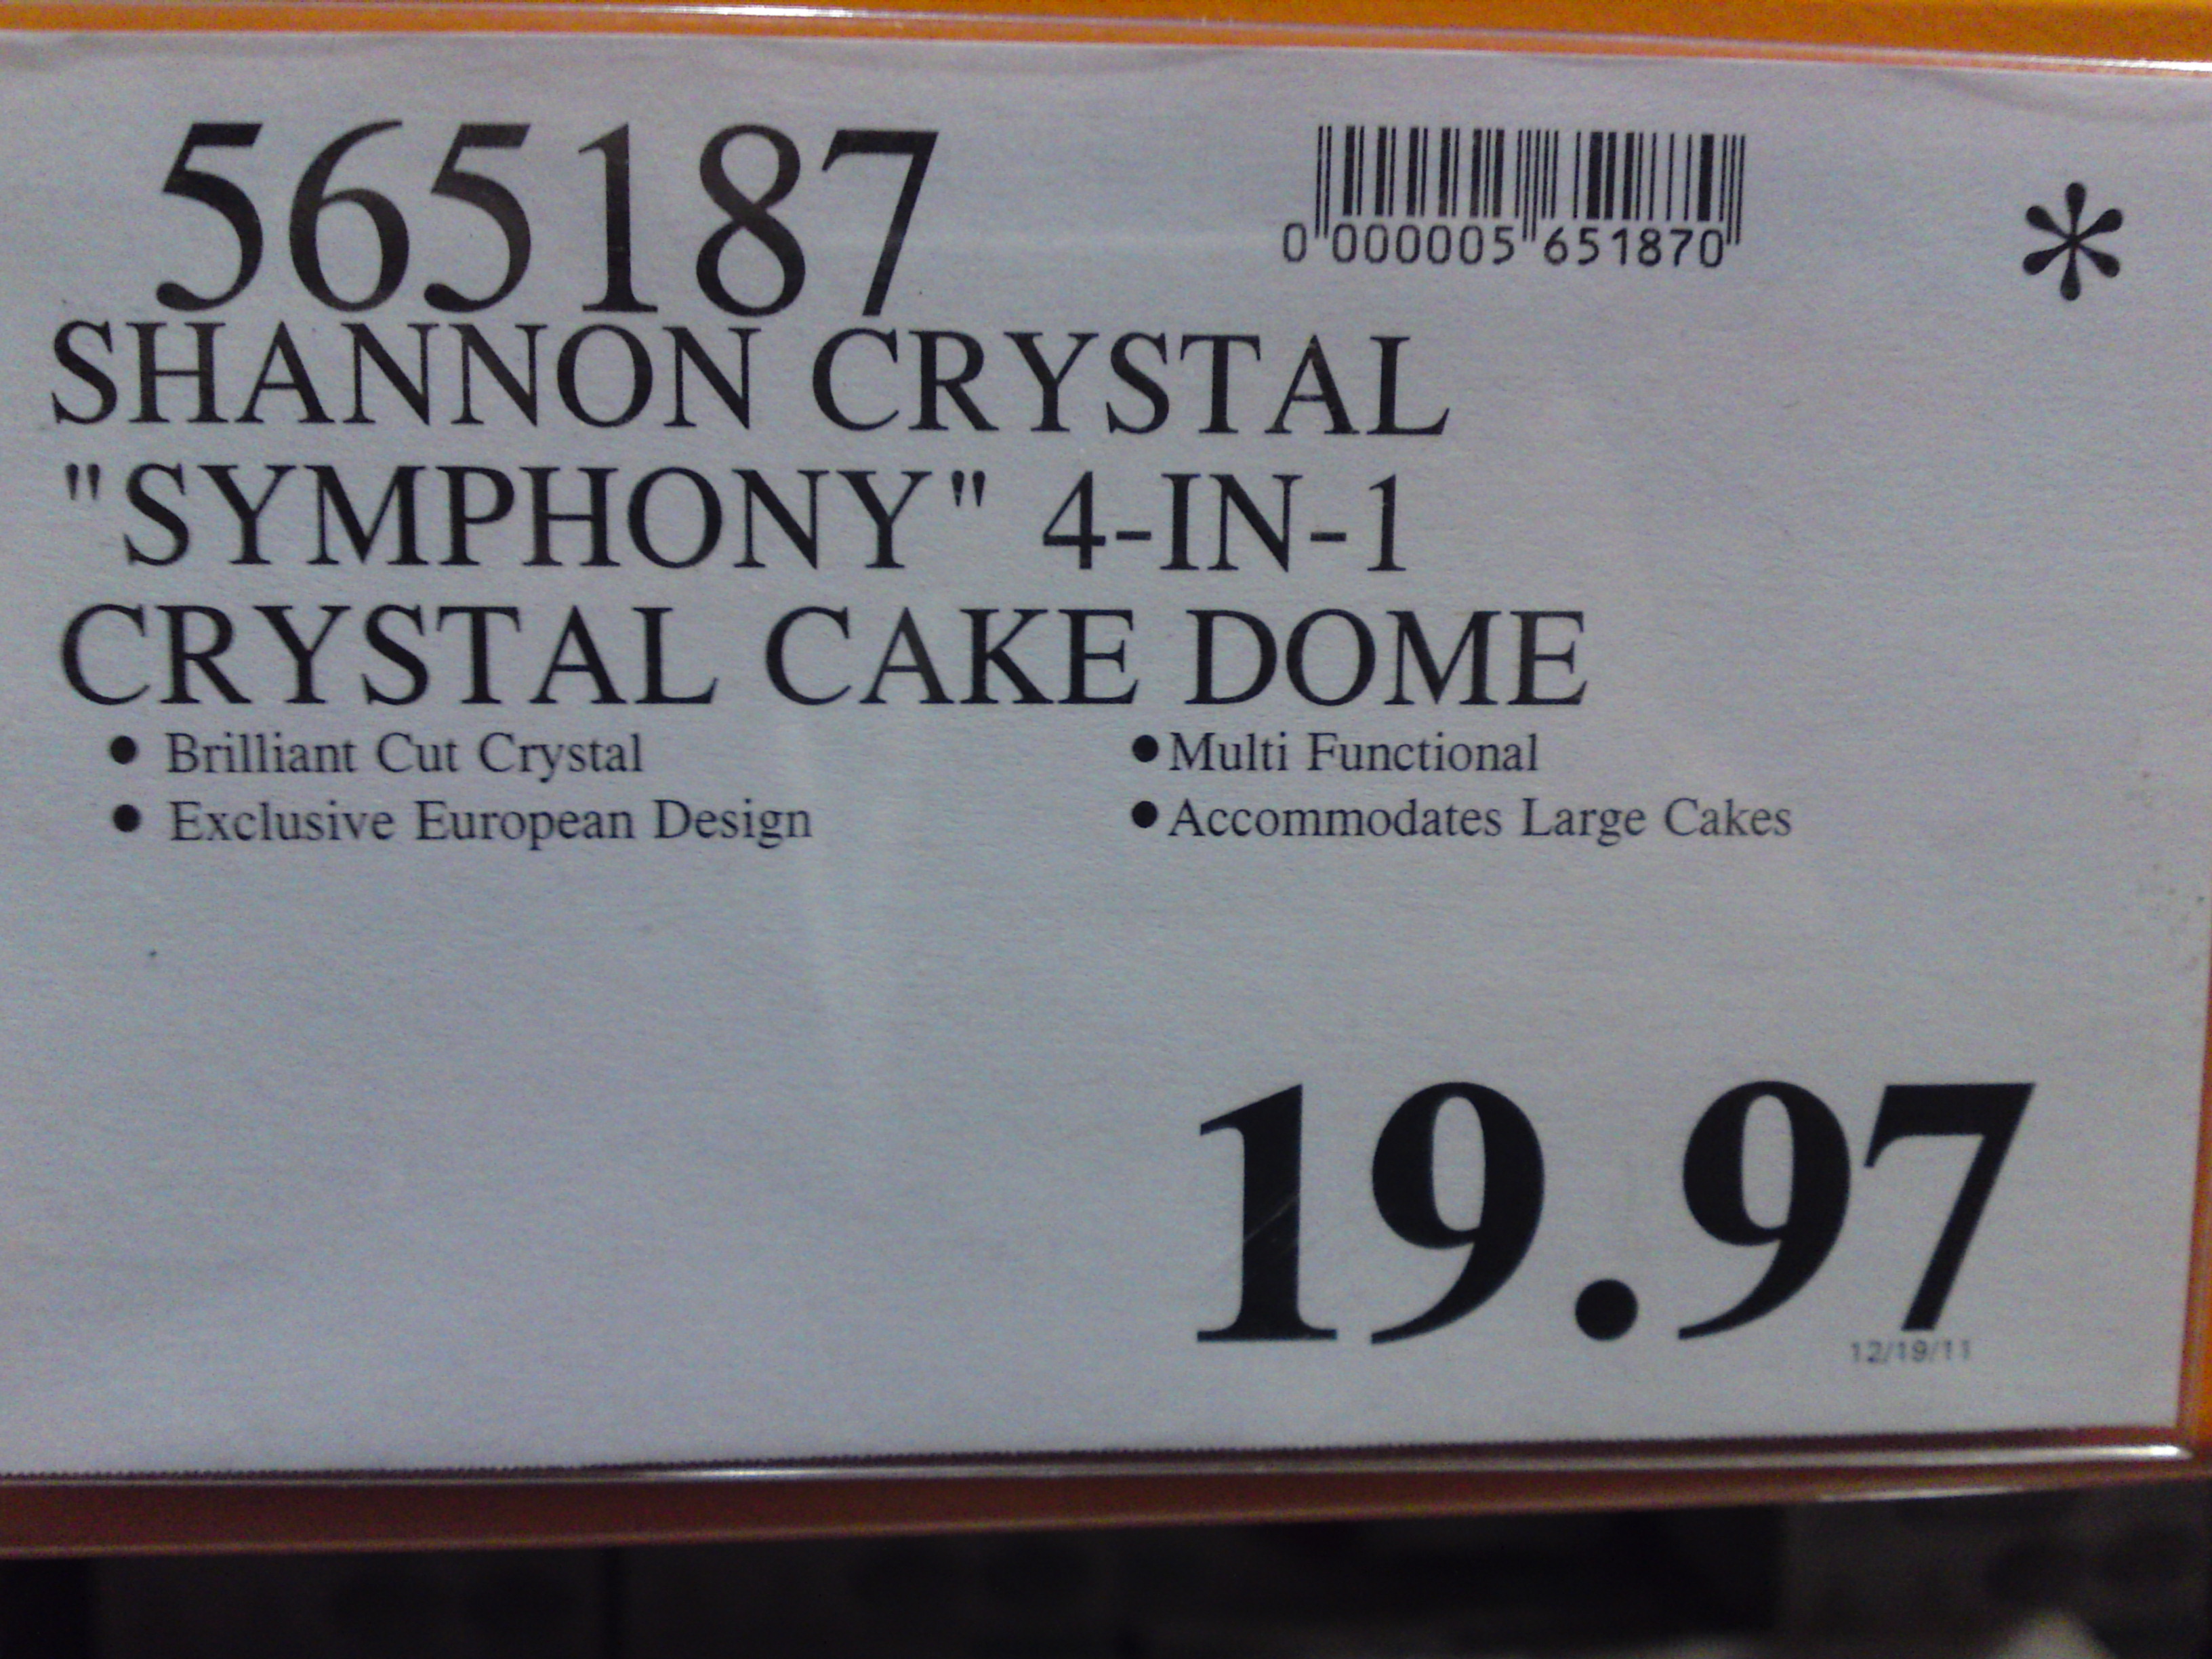 565187
0 000005 651870
*
SHANNON CRYSTAL
"SYMPHONY" 4-IN-1
CRYSTAL CAKE DOME
• Brilliant Cut Crystal
• Exclusive European Design
• Multi Functional
• Accommodates Large Cakes
19.97
12/19/11